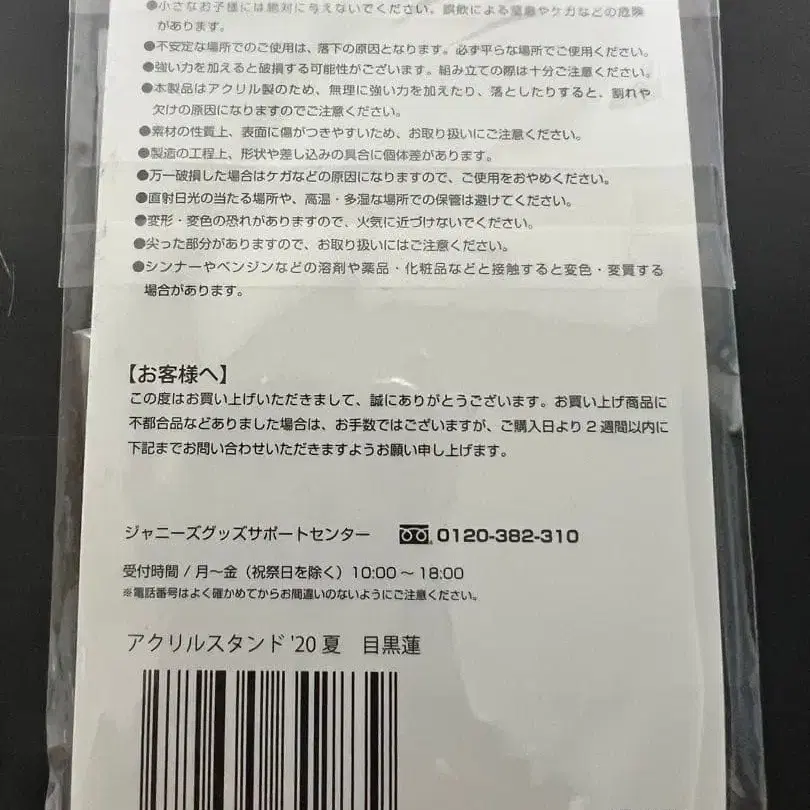 ●小さなお子様には絶対に与えないでください。誤飲による窒息やケガなどの危険
があります。
●不安定な場所でのご使用は、落下の原因となります。必ず平らな場所でご使用ください。
●強い力を加えると破損する可能性がございます。組み立ての際は十分ご注意ください。
●本製品はアクリル製のため、無理に強い力を加えたり、落としたりすると、割れや
欠けの原因になりますのでご注意ください。
●素材の性質上、表面に傷がつきやすいため、お取り扱いにご注意ください。
●製造の工程上、形状や差し込みの具合に個体差があります。
●万一破損した場合はケガなどの原因になりますので、ご使用をおやめください。
●直射日光の当たる場所や、高温・多湿な場所での保管は避けてください。
●変形・変色の恐れがありますので、火気に近づけないでください。
●尖った部分がありますので、お取り扱いにはご注意ください。
●シンナーやベンジンなどの溶剤や薬品・化粧品などと接触すると変色・変質する
場合があります。
【お客様へ】
この度はお買い上げいただきまして、誠にありがとうございます。お買い上げ商品に
不都合品などありました場合は、お手数ではございますが、ご購入日より2週間以内に
下記までお問い合わせいただきますようお願い申し上げます。
ジャニーズグッズサポートセンター 0120-382-310
受付時間/月〜金（祝祭日を除く）10:00〜18:00
※電話番号はよく確かめてからお間違いのないようにご注意ください。
アクリルスタンド'20夏 目黒蓮